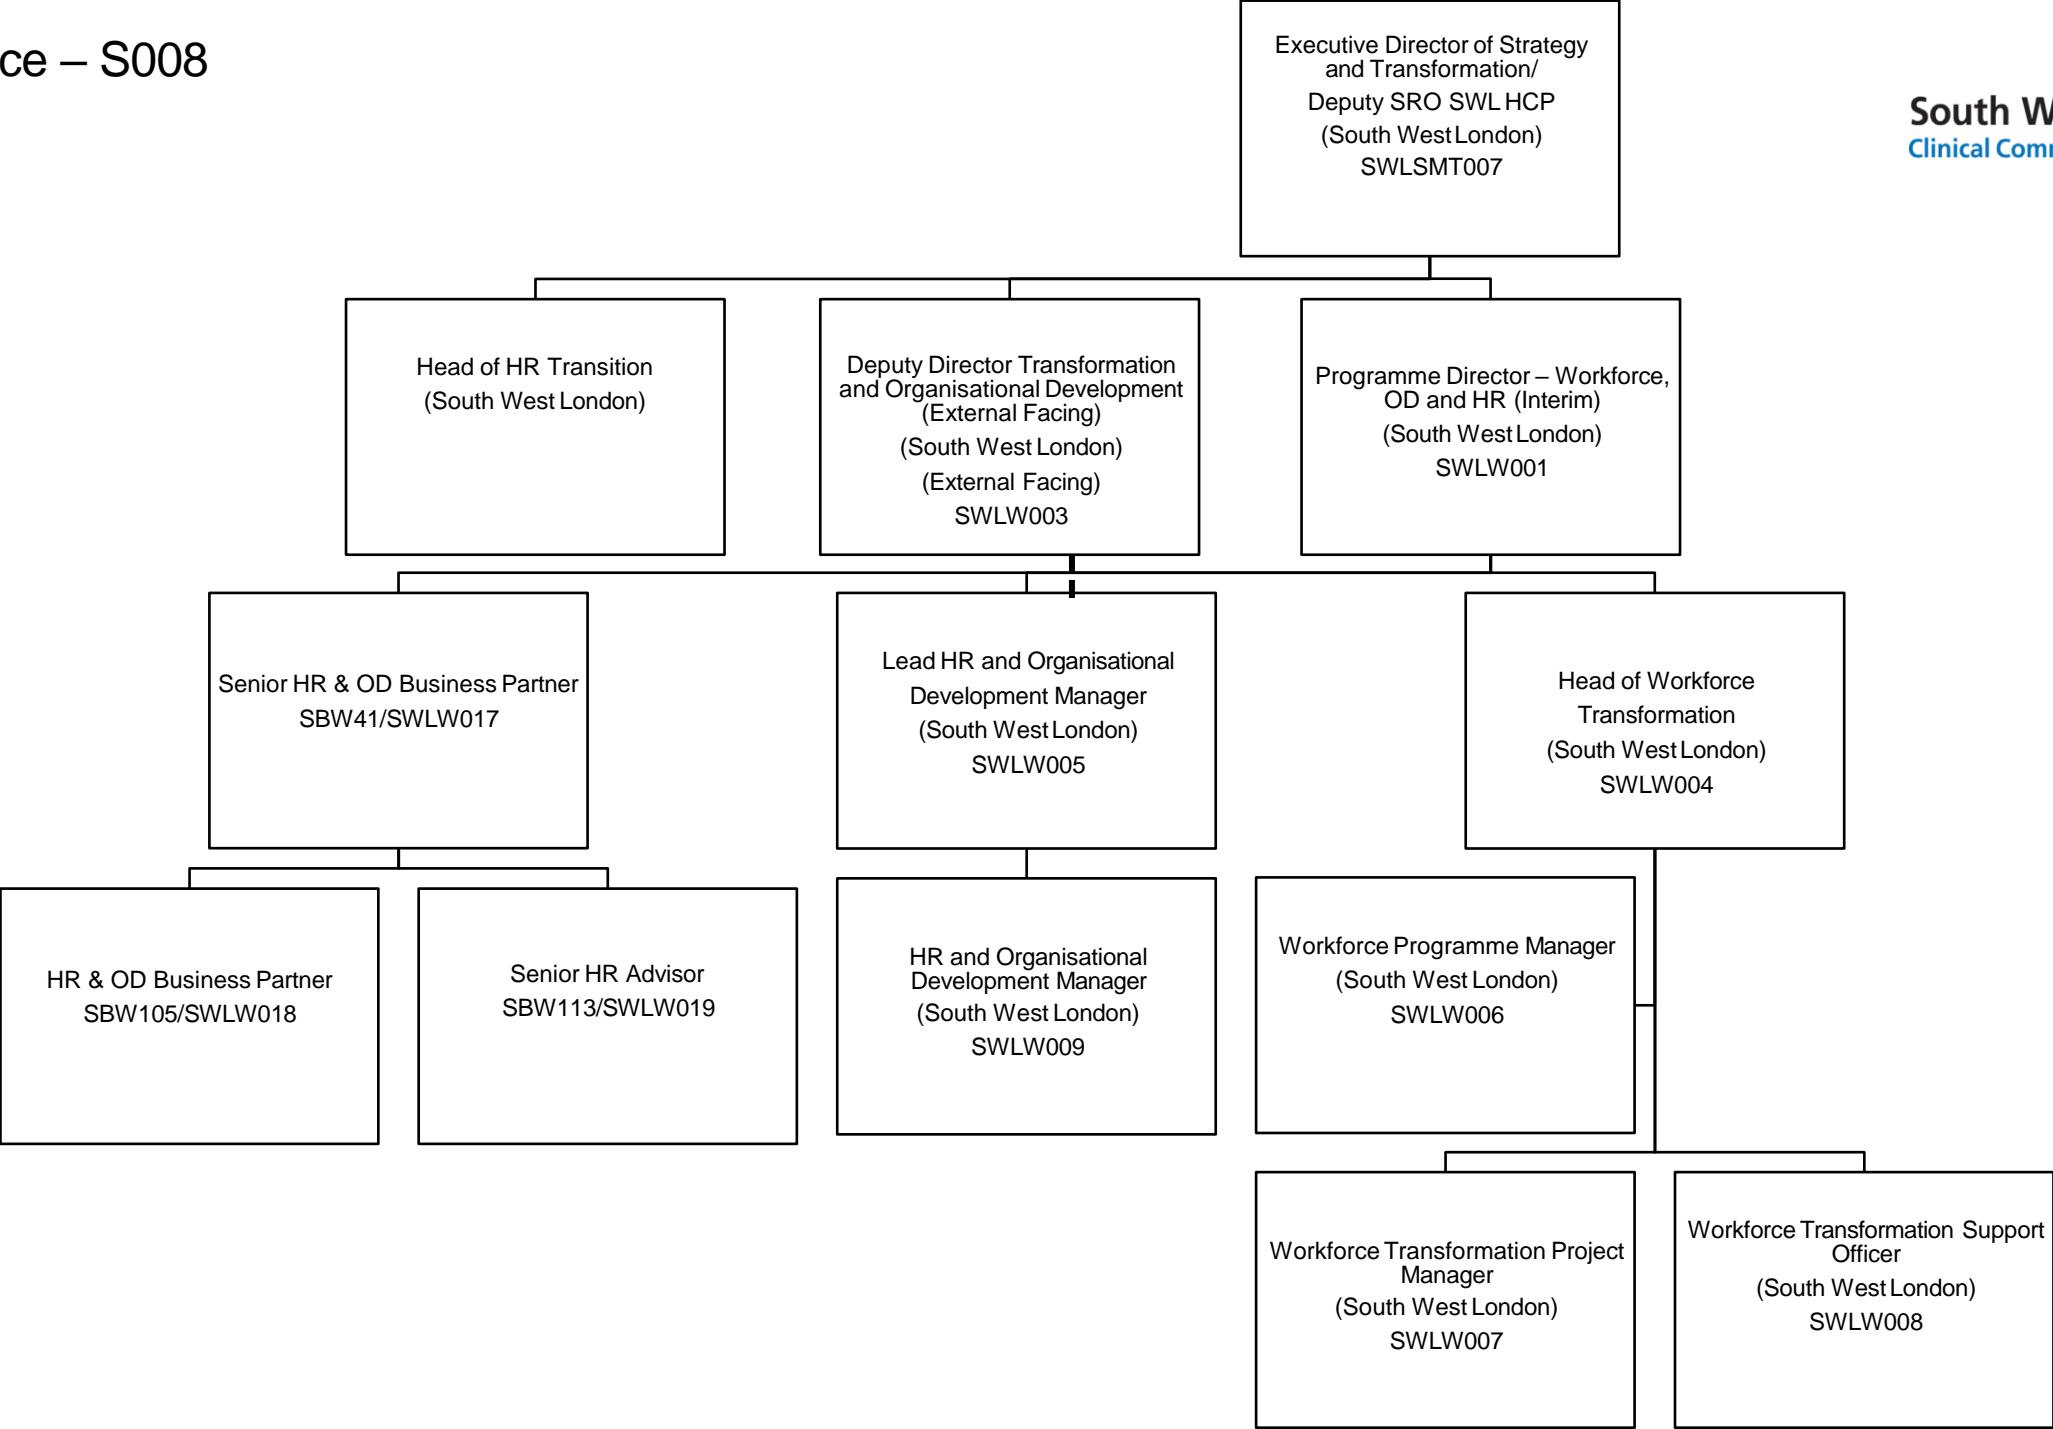 ce – S008
Executive Director of Strategy
and Transformation/
Deputy SRO SWL HCP
(South West London)
SWLSMT007
South W
Clinical Com
Head of HR Transition
(South West London)
Deputy Director Transformation
and Organisational Development
(External Facing)
(South West London)
(External Facing)
SWLW003
Programme Director – Workforce,
OD and HR (Interim)
(South West London)
SWLW001
Senior HR & OD Business Partner
SBW41/SWLW017
Lead HR and Organisational
Development Manager
(South West London)
SWLW005
Head of Workforce
Transformation
(South West London)
SWLW004
HR & OD Business Partner
SBW105/SWLW018
Senior HR Advisor
SBW113/SWLW019
HR and Organisational
Development Manager
(South West London)
SWLW009
Workforce Programme Manager
(South West London)
SWLW006
Workforce Transformation Project
Manager
(South West London)
SWLW007
Workforce Transformation Support
Officer
(South West London)
SWLW008